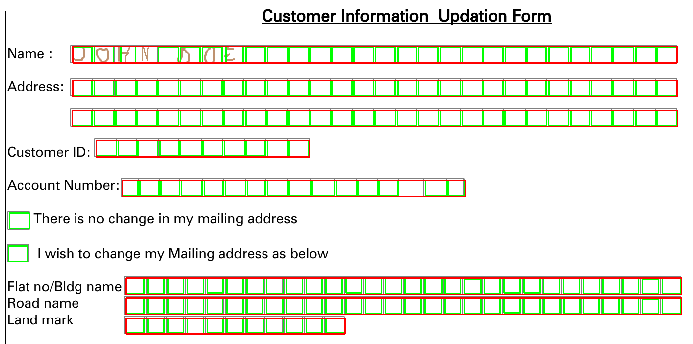 Customer Information Updation Form
Name : JOHN DOE
Address:
Customer ID:
Account Number:
There is no change in my mailing address
I wish to change my Mailing address as below
Flat no/Bldg name
Road name
Land mark